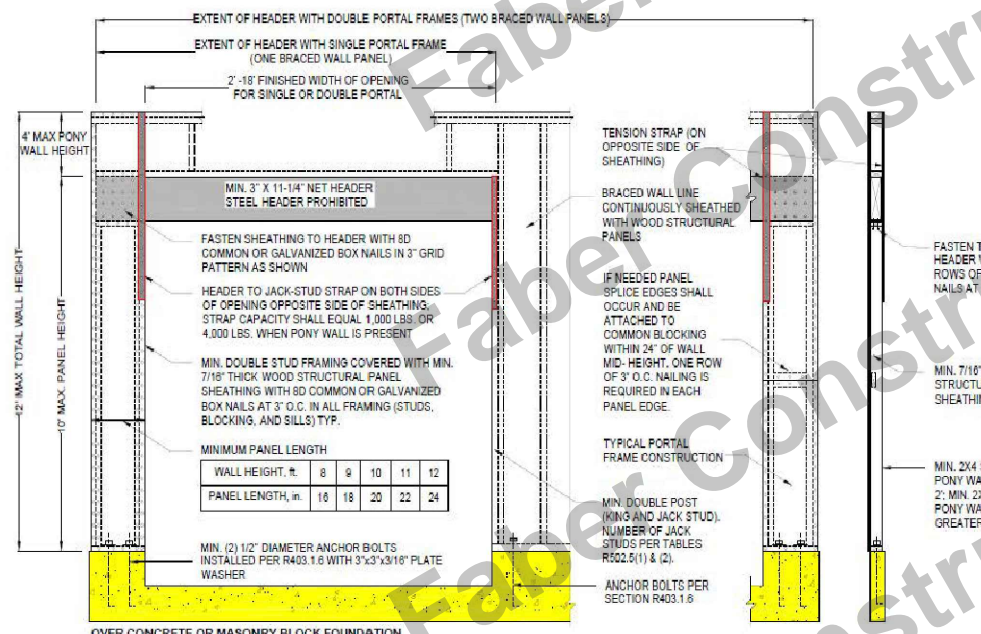 EXTENT OF HEADER WITH DOUBLE PORTAL FRAMES (TWO BRACED WALL PANELS)
EXTENT OF HEADER WITH SINGLE PORTAL FRAME
(ONE BRACED WALL PANEL)
2' -18' FINISHED WIDTH OF OPENING
FOR SINGLE OR DOUBLE PORTAL
4' MAX PONY
WALL HEIGHT
12' MAX TOTAL WALL HEIGHT
10' MAX. PANEL HEIGHT
MIN. 3" X 11-1/4" NET HEADER
STEEL HEADER PROHIBITED
FASTEN SHEATHING TO HEADER WITH 8D
COMMON OR GALVANIZED BOX NAILS IN 3" GRID
PATTERN AS SHOWN
HEADER TO JACK-STUD STRAP ON BOTH SIDES
OF OPENING OPPOSITE SIDE OF SHEATHING.
STRAP CAPACITY SHALL EQUAL 1,000 LBS. OR
4,000 LBS. WHEN PONY WALL IS PRESENT
MIN. DOUBLE STUD FRAMING COVERED WITH MIN.
7/16" THICK WOOD STRUCTURAL PANEL
SHEATHING WITH 8D COMMON OR GALVANIZED
BOX NAILS AT 3" O.C. IN ALL FRAMING (STUDS,
BLOCKING, AND SILLS) TYP.
MINIMUM PANEL LENGTH
WALL HEIGHT, ft. 8 9 10 11 12
PANEL LENGTH, in. 16 18 20 22 24
MIN. (2) 1/2" DIAMETER ANCHOR BOLTS
INSTALLED PER R403.1.6 WITH 3"x3"x3/16" PLATE
WASHER
TENSION STRAP (ON
OPPOSITE SIDE OF
SHEATHING)
BRACED WALL LINE
CONTINUOUSLY SHEATHED
WITH WOOD STRUCTURAL
PANELS
IF NEEDED PANEL
SPLICE EDGES SHALL
OCCUR AND BE
ATTACHED TO
COMMON BLOCKING
WITHIN 24" OF WALL
MID- HEIGHT. ONE ROW
OF 3" O.C. NAILING IS
REQUIRED IN EACH
PANEL EDGE.
TYPICAL PORTAL
FRAME CONSTRUCTION
MIN. DOUBLE POST
(KING AND JACK STUD).
NUMBER OF JACK
STUDS PER TABLES
R502.5(1) & (2).
ANCHOR BOLTS PER
SECTION R403.1.6
FASTEN T
HEADER W
ROWS OF
NAILS AT
MIN. 7/16"
STRUCTU
SHEATHIN
MIN. 2X4
PONY WA
2'; MIN. 2X
PONY WA
GREATER
OVER CONCRETE OR MASONRY BLOCK FOUNDATION
Faber Constr
Faber Constr
Faber Constr